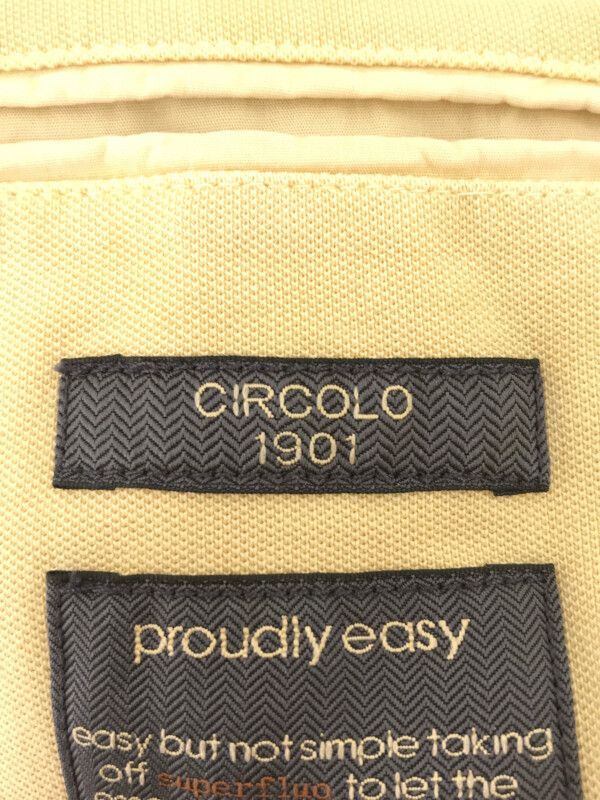 CIRCOLO
1901
proudly easy
easy but not simple taking
off superfluo to let the